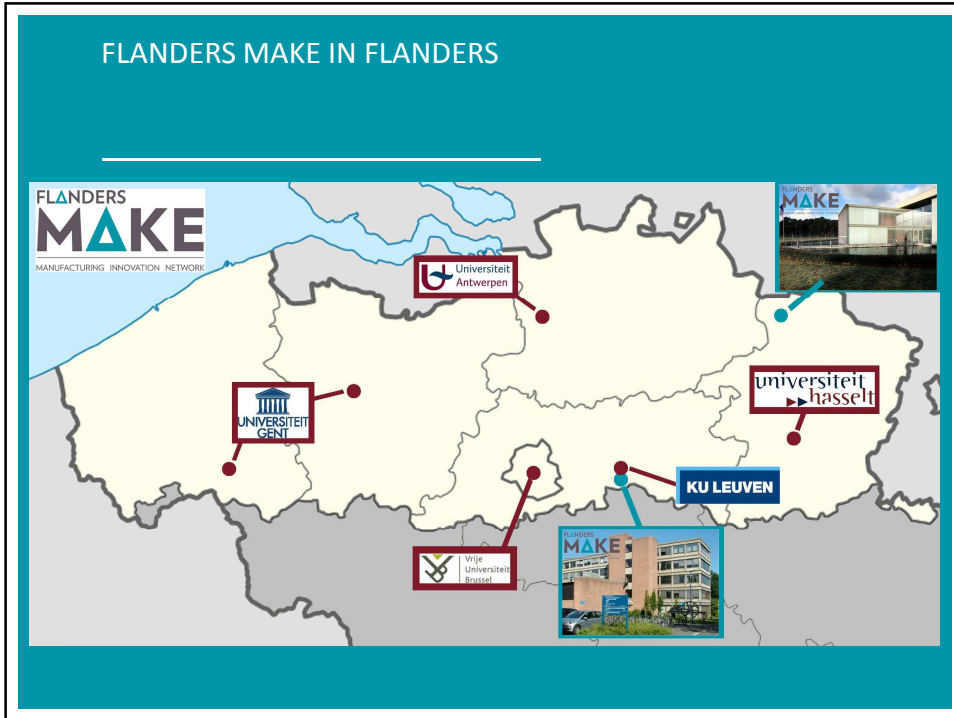 FLANDERS MAKE IN FLANDERS
FLANDERS
MAKE
MANUFACTURING INNOVATION NETWORK
FLANDERS
MAKE
Universiteit
Antwerpen
universiteit
hasselt
UNIVERSITEIT
GENT
KU LEUVEN
Vrije
Universiteit
Brussel
FLANDERS
MAKE